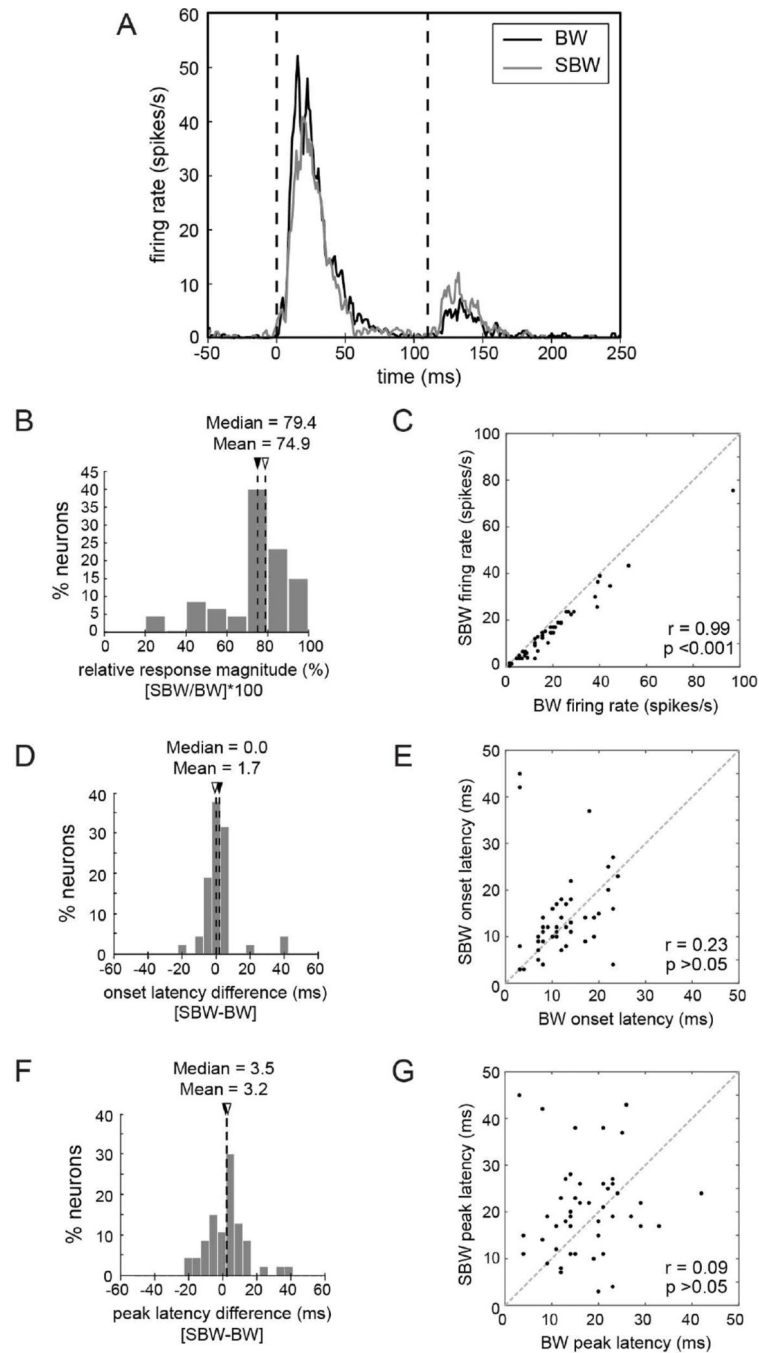 A
60
50
40
30
20
10
0
firing rate (spikes/s)
BW
SBW
-50 0 50 100 150 200 250
time (ms)
B
Median = 79.4
Mean = 74.9
45
40
35
30
25
20
15
10
5
0
% neurons
0 20 40 60 80 100
relative response magnitude (%)
[SBW/BW]*100
C
100
80
60
40
20
0
SBW firing rate (spikes/s)
r = 0.99
p <0.001
0 20 40 60 80 100
BW firing rate (spikes/s)
D
Median = 0.0
Mean = 1.7
40
30
20
10
0
% neurons
-60 -40 -20 0 20 40 60
onset latency difference (ms)
[SBW-BW]
E
50
40
30
20
10
0
SBW onset latency (ms)
r = 0.23
p >0.05
0 10 20 30 40 50
BW onset latency (ms)
F
Median = 3.5
Mean = 3.2
40
30
20
10
0
% neurons
-60 -40 -20 0 20 40 60
peak latency difference (ms)
[SBW-BW]
G
50
40
30
20
10
0
SBW peak latency (ms)
r = 0.09
p >0.05
0 10 20 30 40 50
BW peak latency (ms)